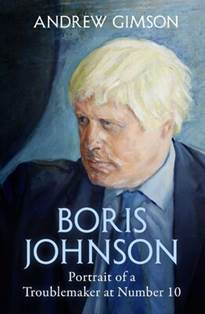 ANDREW GIMSON
BORIS
JOHNSON
Portrait of a
Troublemaker at Number 10